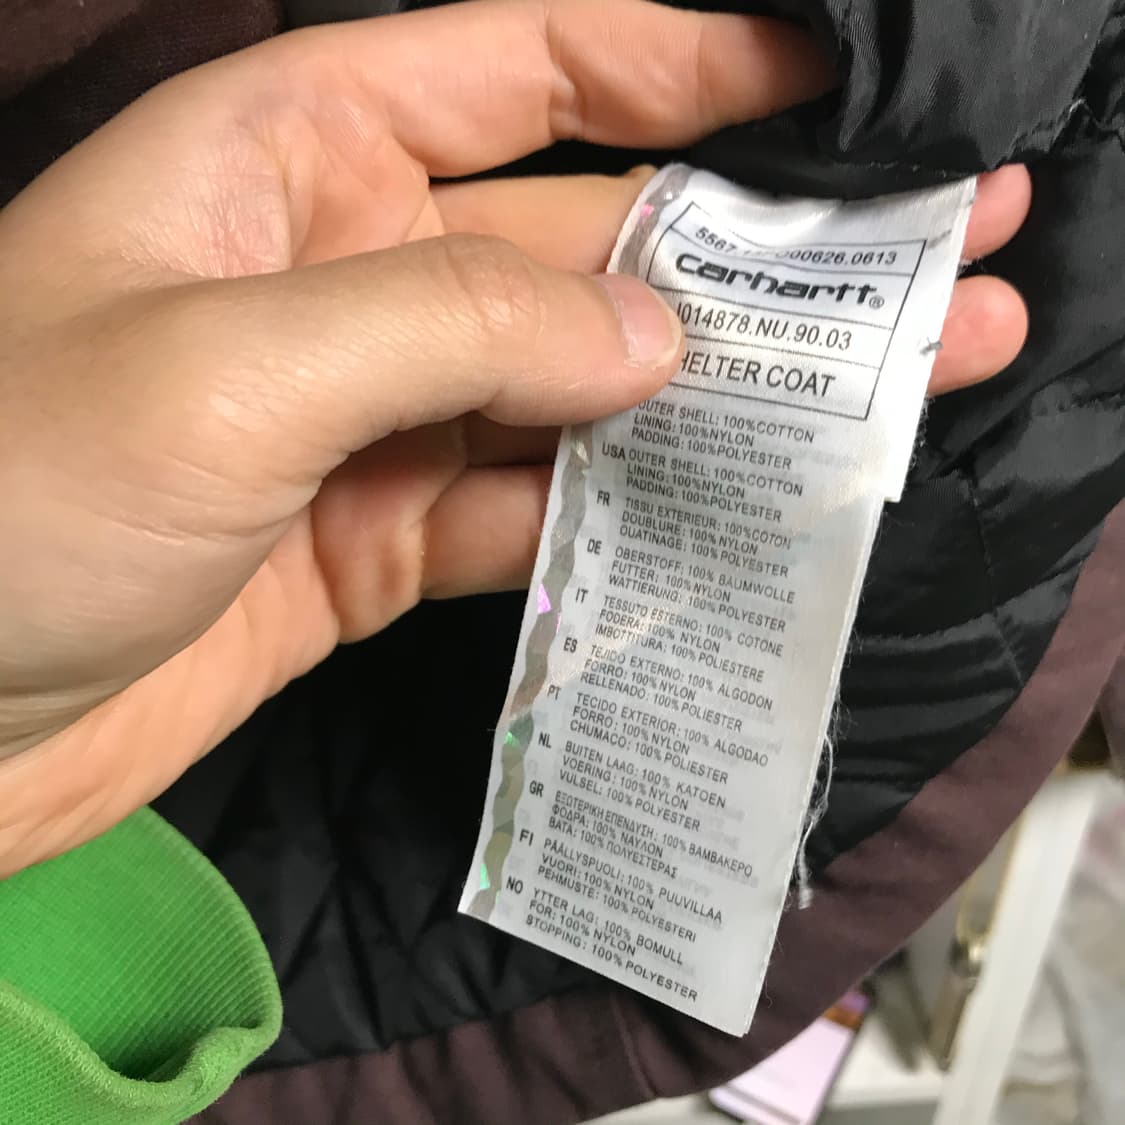 000626.0613
carhartt®
I014878.NU.90.03
HELTER COAT
OUTER SHELL: 100%COTTON
LINING: 100%NYLON
PADDING: 100%POLYESTER
USA OUTER SHELL: 100%COTTON
LINING: 100%NYLON
PADDING: 100%POLYESTER
FR TISSU EXTERIEUR: 100%COTON
DOUBLURE: 100% NYLON
OUATINAGE: 100% POLYESTER
DE OBERSTOFF: 100% BAUMWOLLE
FUTTER: 100%NYLON
WATTIERUNG: 100% POLYESTER
IT TESSUTO ESTERNO: 100% COTONE
FODERA: 100% NYLON
IMBOTTITURA: 100% POLIESTERE
ES TEJIDO EXTERNO: 100% ALGODON
FORRO: 100% NYLON
RELLENADO: 100% POLIESTER
PT TECIDO EXTERIOR: 100% ALGODAO
FORRO: 100% NYLON
CHUMACO: 100% POLIESTER
NL BUITEN LAAG: 100% KATOEN
VOERING: 100% NYLON
VULSEL: 100% POLYESTER
GR ΕΞΩΤΕΡΙΚΗ ΕΠΕΝΔΥΣΗ: 100% ΒΑΜΒΑΚΕΡΟ
ΦΟΔΡΑ: 100% ΝΑΥΛΟΝ
ΒΑΤΑ: 100% ΠΟΛΥΕΣΤΕΡΑΣ
FI PÄÄLLYSPUOLI: 100% PUUVILLAA
VUORI: 100% NYLON
PEHMUSTE: 100% POLYESTERI
NO YTTER LAG: 100% BOMULL
FOR: 100% NYLON
STOPPING: 100% POLYESTER